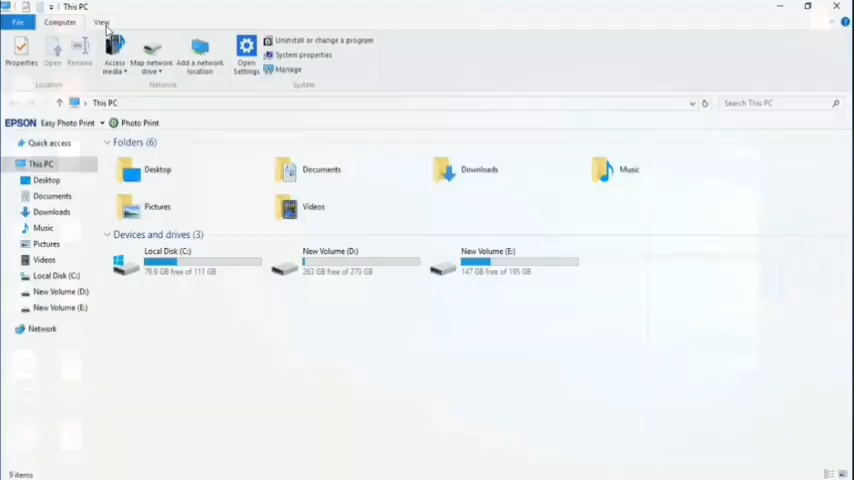 This PC
File Computer View
Properties Open Rename Access media Map network drive Add a network location Open Settings
Uninstall or change a program
System properties
Manage
Location Network System
This PC Search This PC
EPSON Easy Photo Print Photo Print
Quick access
This PC
Desktop
Documents
Downloads
Music
Pictures
Videos
Local Disk (C:)
New Volume (D:)
New Volume (E:)
Network
Folders (6)
Desktop Documents Downloads Music
Pictures Videos
Devices and drives (3)
Local Disk (C:) New Volume (D:) New Volume (E:)
79.9 GB free of 111 GB 263 GB free of 270 GB 147 GB free of 195 GB
9 items